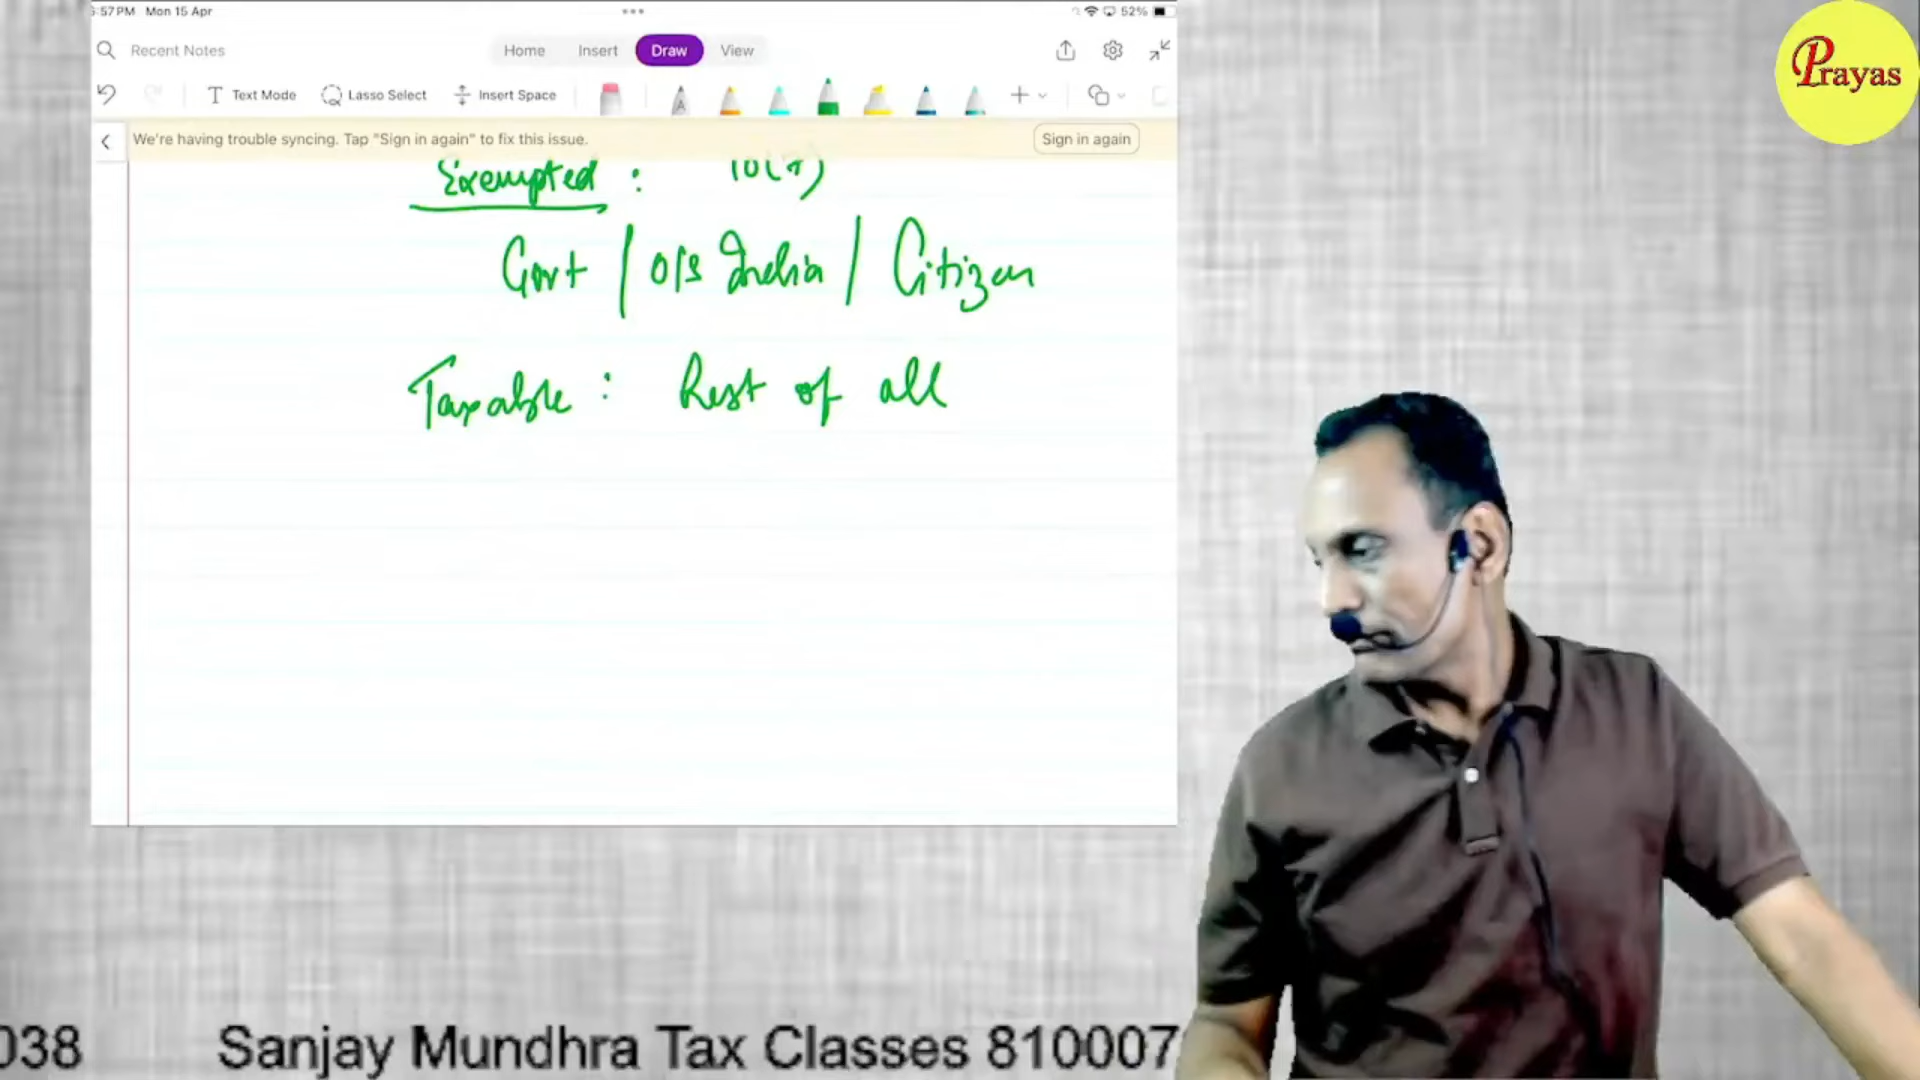 :57 PM Mon 15 Apr
52%
Recent Notes
Home Insert Draw View
Text Mode Lasso Select Insert Space
We're having trouble syncing. Tap "Sign in again" to fix this issue.
Sign in again
Exempted : 10(7)
Govt / O/S India / Citizen
Taxable : Rest of all
Prayas
038 Sanjay Mundhra Tax Classes 810007